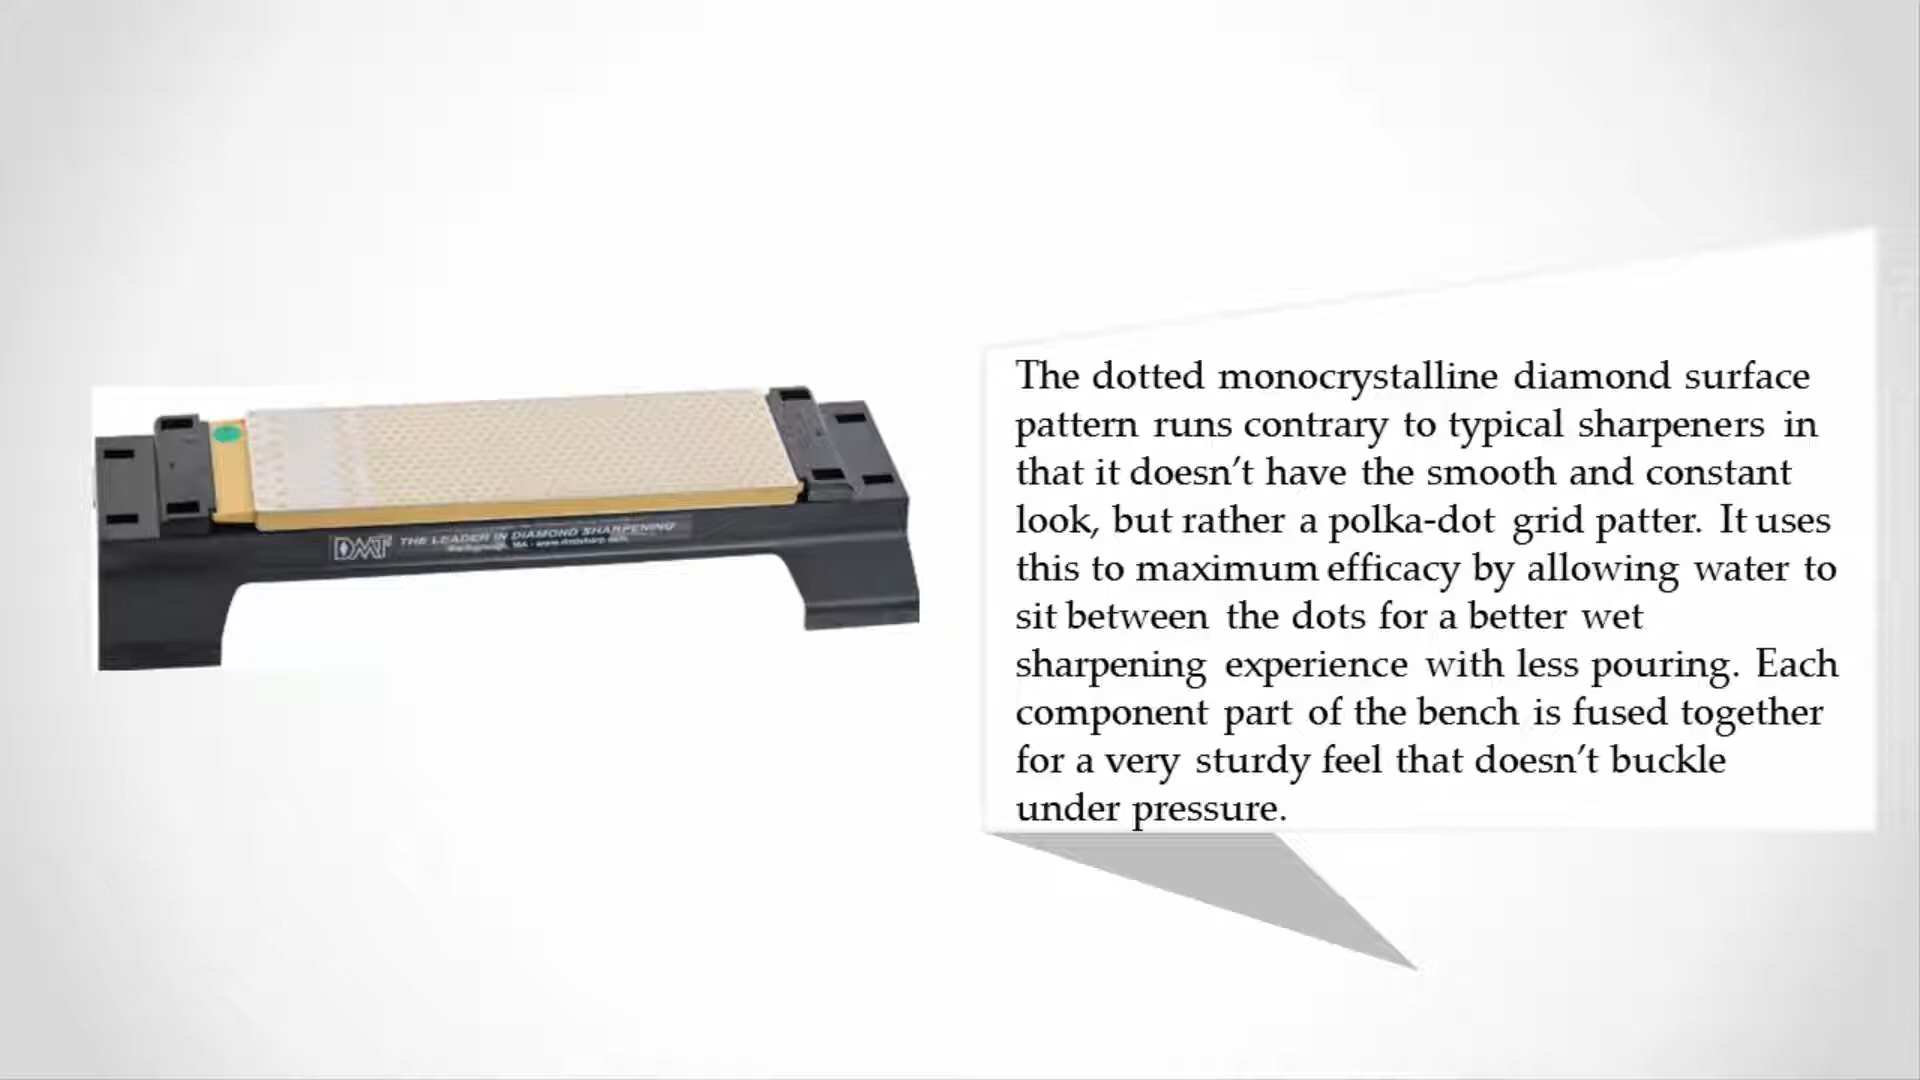 The dotted monocrystalline diamond surface
pattern runs contrary to typical sharpeners in
that it doesn't have the smooth and constant
look, but rather a polka-dot grid patter. It uses
this to maximum efficacy by allowing water to
sit between the dots for a better wet
sharpening experience with less pouring. Each
component part of the bench is fused together
for a very sturdy feel that doesn't buckle
under pressure.
DMT THE LEADER IN DIAMOND SHARPENING